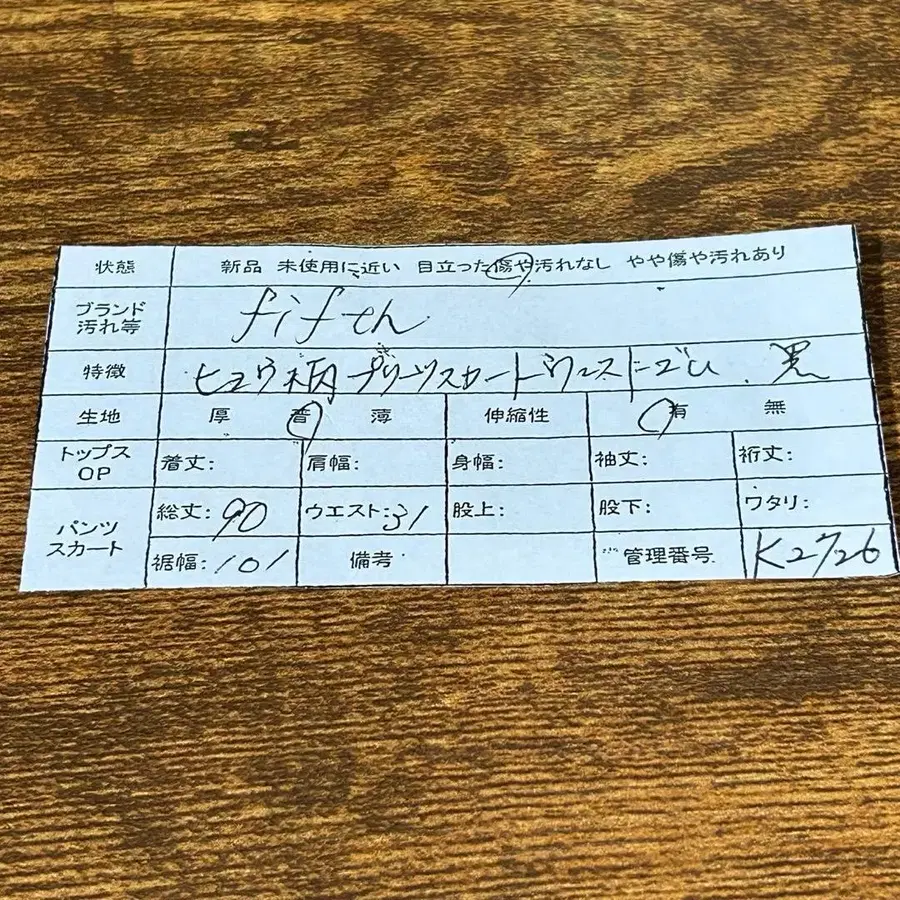 状態 新品 未使用に近い 目立った傷や汚れなし やや傷や汚れあり
ブランド 汚れ等 fifth
特徴 ヒョウ柄 プリーツスカート ウエストゴム 黒
生地 厚 普 薄 伸縮性 有 無
トップス OP 着丈: 肩幅: 身幅: 袖丈: 裄丈:
パンツ スカート 総丈:90 ウエスト:31 股上: 股下: ワタリ:
裾幅:101 備考 管理番号 K2726